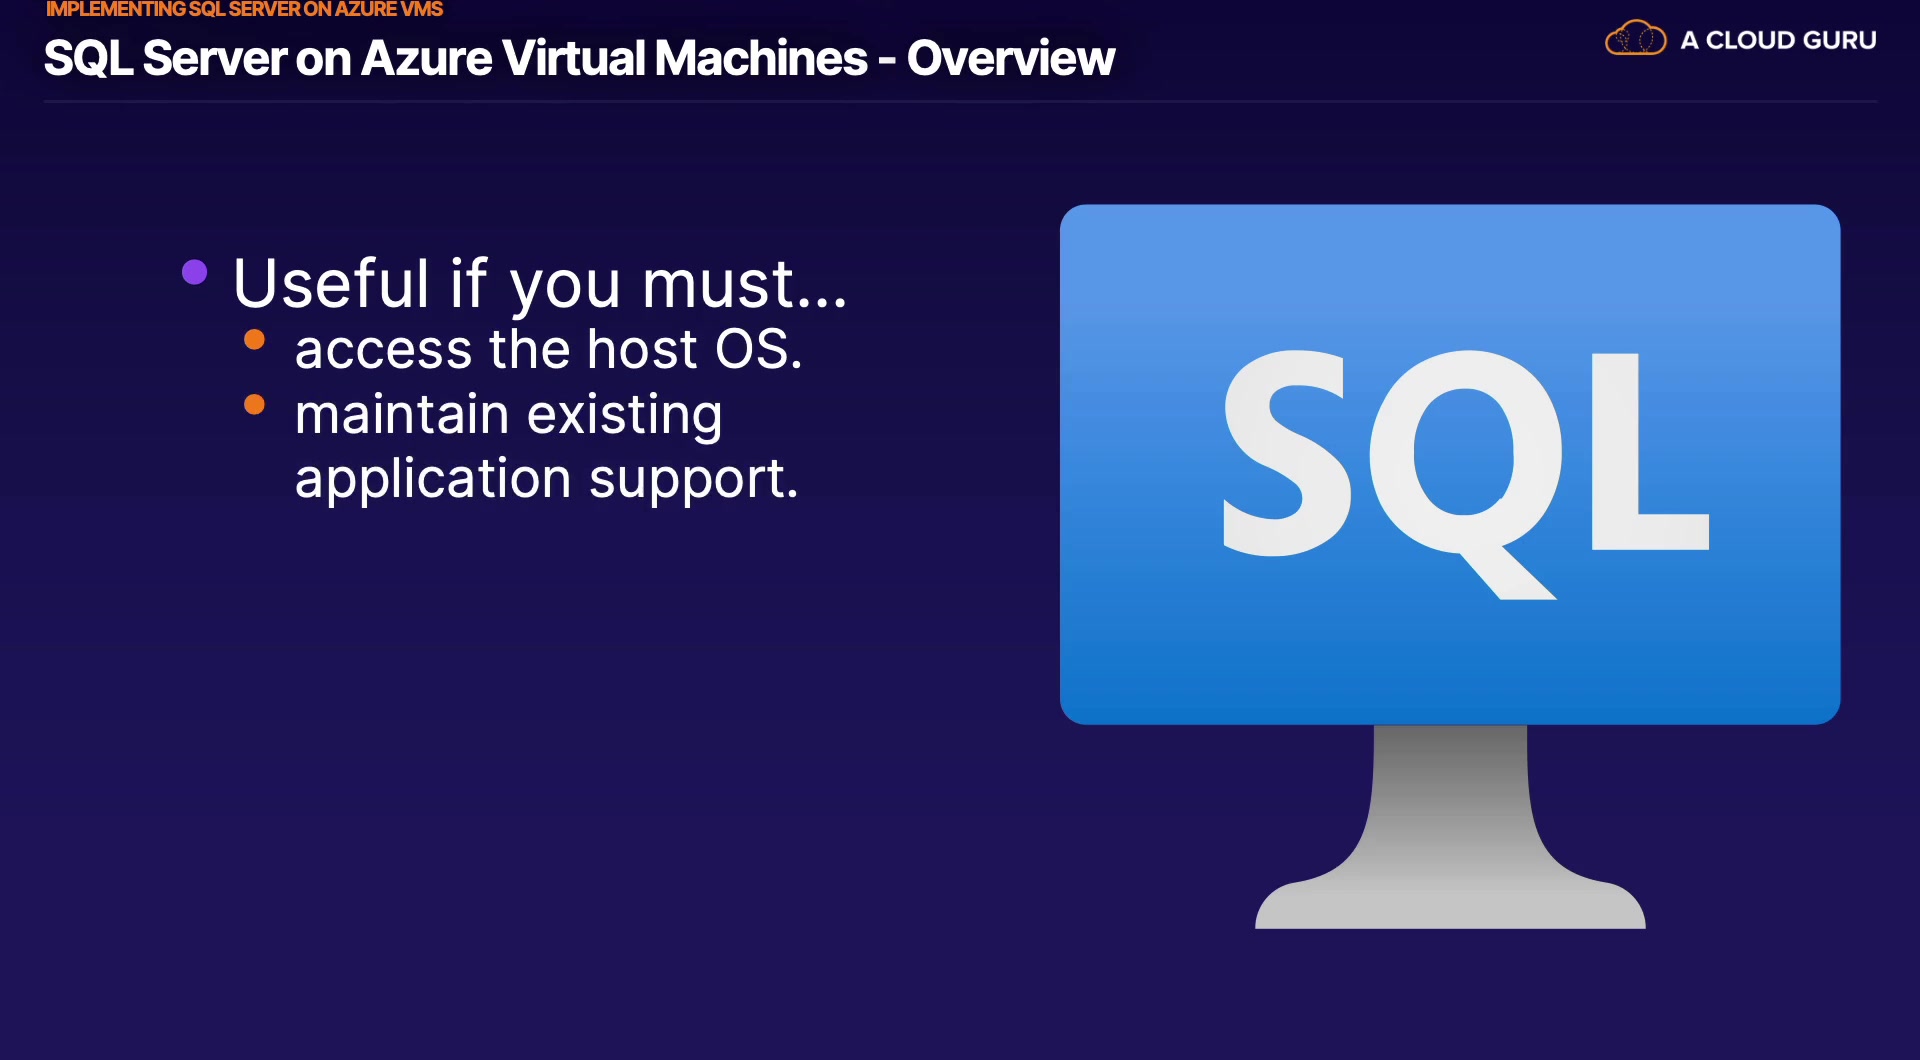 IMPLEMENTING SQL SERVER ON AZURE VMS
SQL Server on Azure Virtual Machines - Overview
A CLOUD GURU
• Useful if you must...
• access the host OS.
• maintain existing
application support.
SQL